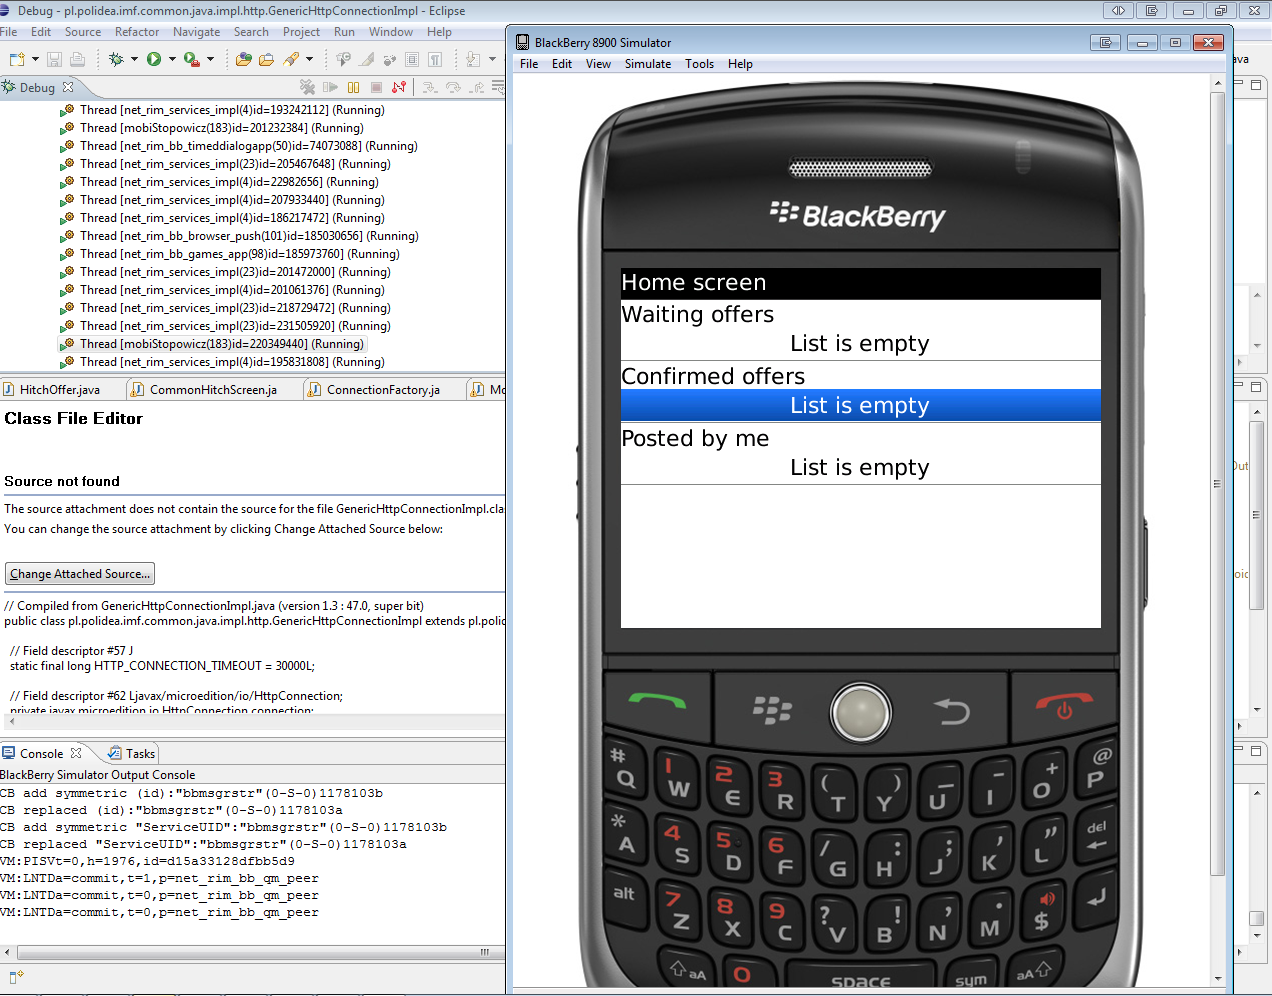 Debug - pl.polidea.imf.common.java.impl.http.GenericHttpConnectionImpl - Eclipse
File Edit Source Refactor Navigate Search Project Run Window Help
Debug
Thread [net_rim_services_impl(4)id=193242112] (Running)
Thread [mobiStopowicz(183)id=201232384] (Running)
Thread [net_rim_bb_timeddialogapp(50)id=74073088] (Running)
Thread [net_rim_services_impl(23)id=205467648] (Running)
Thread [net_rim_services_impl(4)id=22982656] (Running)
Thread [net_rim_services_impl(4)id=207933440] (Running)
Thread [net_rim_services_impl(4)id=186217472] (Running)
Thread [net_rim_bb_browser_push(101)id=185030656] (Running)
Thread [net_rim_bb_games_app(98)id=185973760] (Running)
Thread [net_rim_services_impl(23)id=201472000] (Running)
Thread [net_rim_services_impl(4)id=201061376] (Running)
Thread [net_rim_services_impl(23)id=218729472] (Running)
Thread [net_rim_services_impl(23)id=231505920] (Running)
Thread [mobiStopowicz(183)id=220349440] (Running)
Thread [net_rim_services_impl(4)id=195831808] (Running)
HitchOffer.java CommonHitchScreen.ja ConnectionFactory.ja Mo
Class File Editor
Source not found
The source attachment does not contain the source for the file GenericHttpConnectionImpl.clas
You can change the source attachment by clicking Change Attached Source below:
Change Attached Source...
// Compiled from GenericHttpConnectionImpl.java (version 1.3 : 47.0, super bit)
public class pl.polidea.imf.common.java.impl.http.GenericHttpConnectionImpl extends pl.polid
// Field descriptor #57 J
static final long HTTP_CONNECTION_TIMEOUT = 30000L;
// Field descriptor #62 Ljavax/microedition/io/HttpConnection;
private javax.microedition.io.HttpConnection connection;
Console Tasks
BlackBerry Simulator Output Console
CB add symmetric (id):"bbmsgrstr"(0-S-0)1178103b
CB replaced (id):"bbmsgrstr"(0-S-0)1178103a
CB add symmetric "ServiceUID":"bbmsgrstr"(0-S-0)1178103b
CB replaced "ServiceUID":"bbmsgrstr"(0-S-0)1178103a
VM:PISVt=0,h=1976,id=d15a33128dfbb5d9
VM:LNTDa=commit,t=1,p=net_rim_bb_qm_peer
VM:LNTDa=commit,t=0,p=net_rim_bb_qm_peer
VM:LNTDa=commit,t=0,p=net_rim_bb_qm_peer
BlackBerry 8900 Simulator
File Edit View Simulate Tools Help
BlackBerry
Home screen
Waiting offers
List is empty
Confirmed offers
List is empty
Posted by me
List is empty
# Q 1 W 2 E 3 R ( T ) Y _ U - I + O @ P
* A 4 S 5 D 6 F / G : H ; J ' K " L del
alt 7 Z 8 X 9 C ? V ! B , N . M $
aA 0 SPACE sym aA
ava
Out
oid